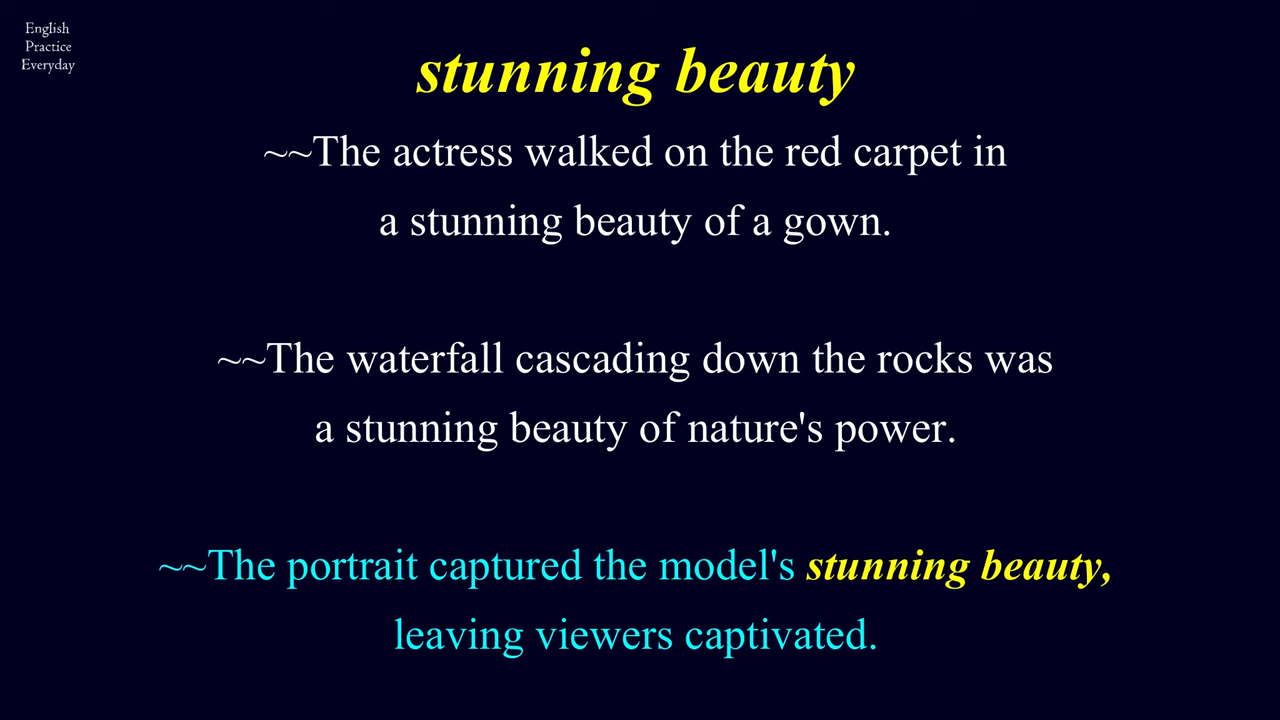 English
Practice
Everyday
stunning beauty
~~The actress walked on the red carpet in
a stunning beauty of a gown.
~~The waterfall cascading down the rocks was
a stunning beauty of nature's power.
~~The portrait captured the model's stunning beauty,
leaving viewers captivated.